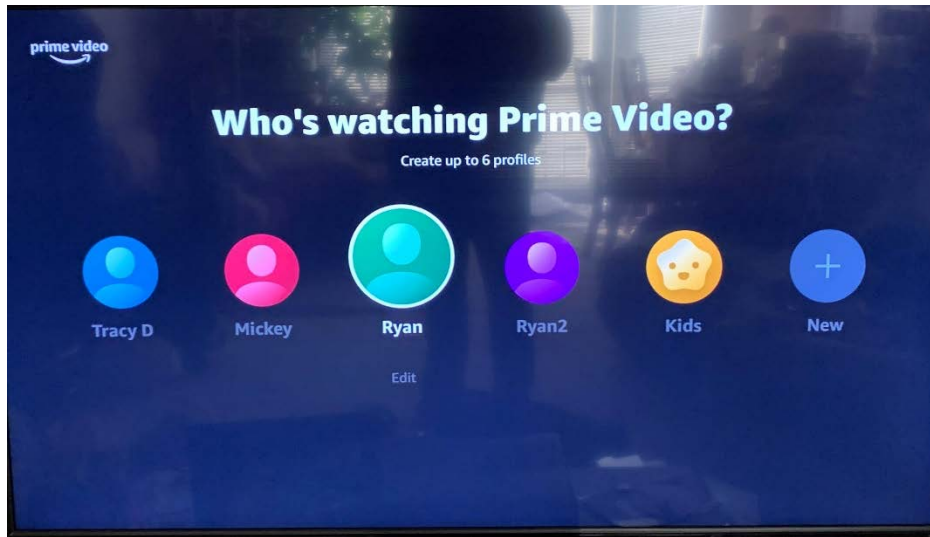 prime video
Who's watching Prime Video?
Create up to 6 profiles
Tracy D
Mickey
Ryan
Ryan2
Kids
New
Edit